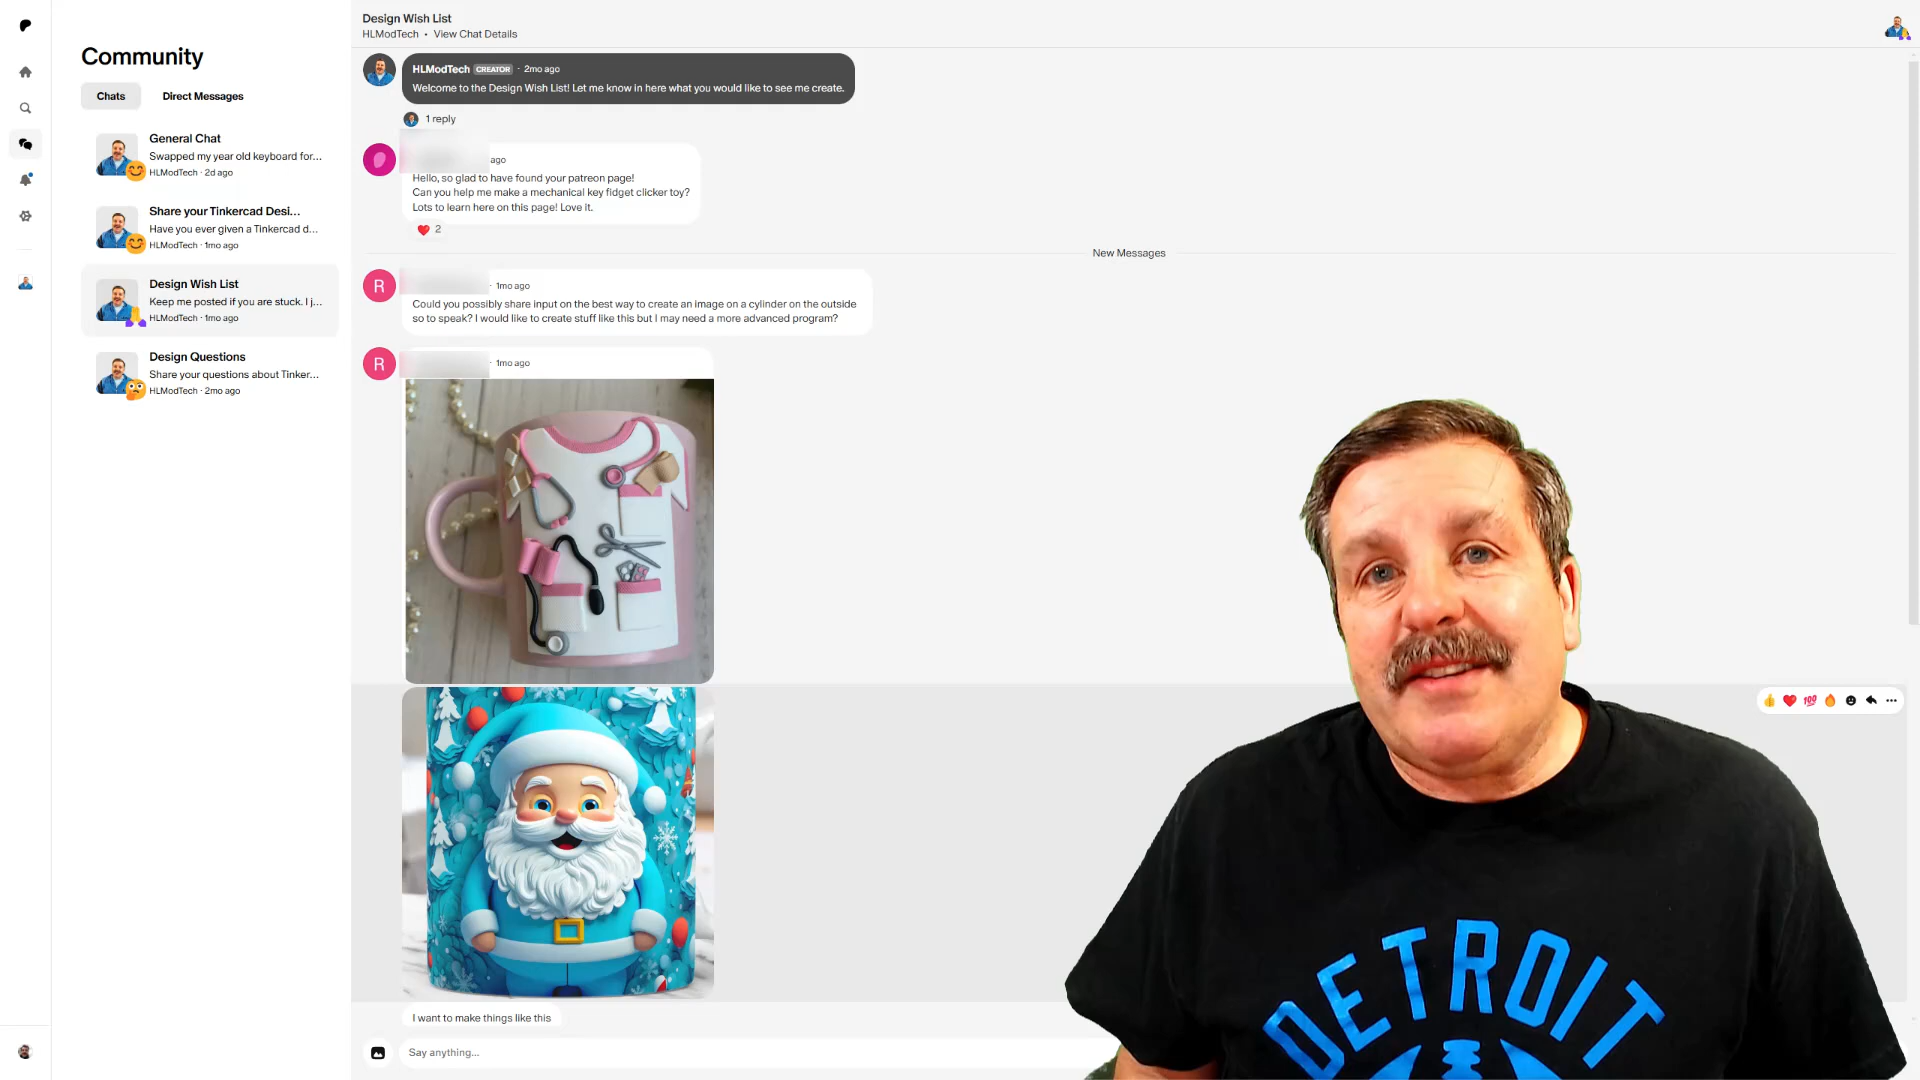 Community
Chats
Direct Messages
General Chat
Swapped my year old keyboard for...
HLModTech · 2d ago
Share your Tinkercad Desi...
Have you ever given a Tinkercad d...
HLModTech · 1mo ago
Design Wish List
Keep me posted if you are stuck. I j...
HLModTech · 1mo ago
Design Questions
Share your questions about Tinker...
HLModTech · 2mo ago
Design Wish List
HLModTech • View Chat Details
HLModTech CREATOR · 2mo ago
Welcome to the Design Wish List! Let me know in here what you would like to see me create.
1 reply
ago
Hello, so glad to have found your patreon page!
Can you help me make a mechanical key fidget clicker toy?
Lots to learn here on this page! Love it.
2
New Messages
R
· 1mo ago
Could you possibly share input on the best way to create an image on a cylinder on the outside
so to speak? I would like to create stuff like this but I may need a more advanced program?
R
· 1mo ago
100
I want to make things like this
Say anything...
DETROIT